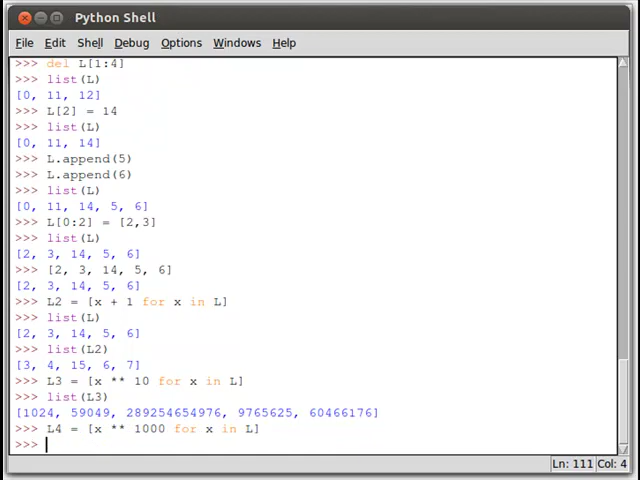 Python Shell
File Edit Shell Debug Options Windows Help
>>> del L[1:4]
>>> list(L)
[0, 11, 12]
>>> L[2] = 14
>>> list(L)
[0, 11, 14]
>>> L.append(5)
>>> L.append(6)
>>> list(L)
[0, 11, 14, 5, 6]
>>> L[0:2] = [2,3]
>>> list(L)
[2, 3, 14, 5, 6]
>>> [2, 3, 14, 5, 6]
[2, 3, 14, 5, 6]
>>> L2 = [x + 1 for x in L]
>>> list(L)
[2, 3, 14, 5, 6]
>>> list(L2)
[3, 4, 15, 6, 7]
>>> L3 = [x ** 10 for x in L]
>>> list(L3)
[1024, 59049, 289254654976, 9765625, 60466176]
>>> L4 = [x ** 1000 for x in L]
>>>
Ln: 111 Col: 4